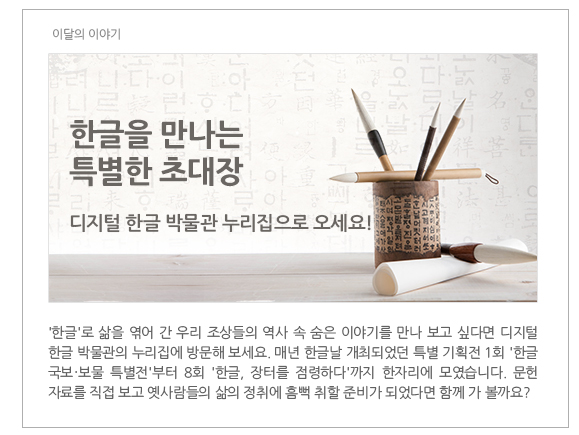 이달의 이야기
한글을 만나는
특별한 초대장
디지털 한글 박물관 누리집으로 오세요!
'한글'로 삶을 엮어 간 우리 조상들의 역사 속 숨은 이야기를 만나 보고 싶다면 디지털
한글 박물관의 누리집에 방문해 보세요. 매년 한글날 개최되었던 특별 기획전 1회 '한글
국보·보물 특별전'부터 8회 '한글, 장터를 점령하다'까지 한자리에 모였습니다. 문헌
자료를 직접 보고 옛사람들의 삶의 정취에 흠뻑 취할 준비가 되었다면 함께 가 볼까요?